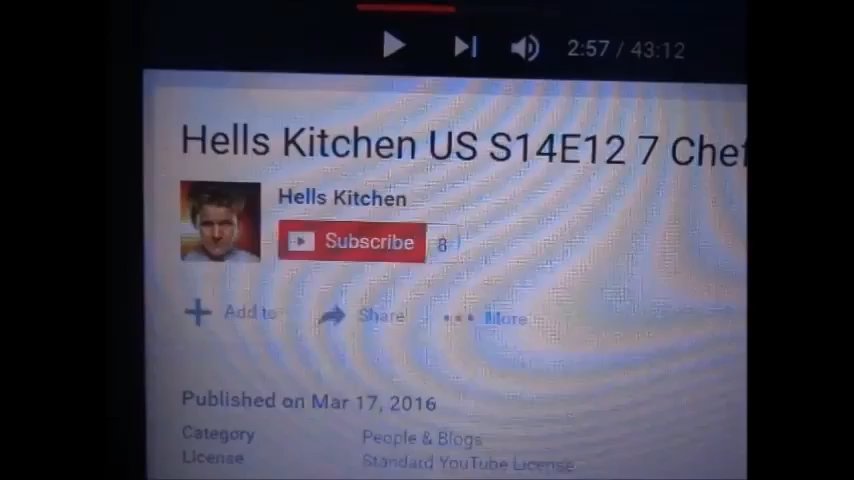 2:57 / 43:12
Hells Kitchen US S14E12 7 Chef
Hells Kitchen
Subscribe 8
Add to Share More
Published on Mar 17, 2016
Category People & Blogs
License Standard YouTube License